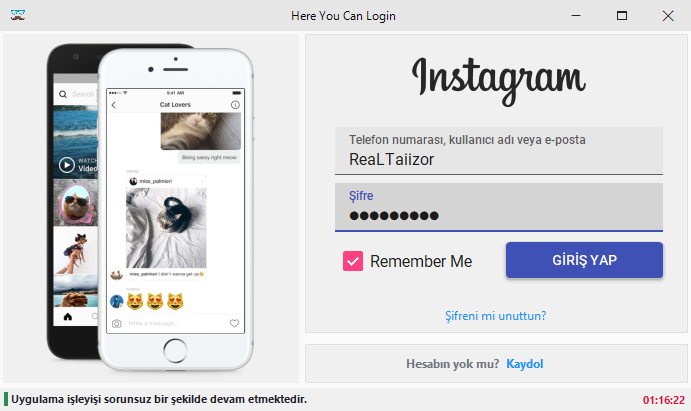 Here You Can Login
Search
WATCH
Video
9:41 AM
Cat Lovers
Being sassy right meow
miss_palmieri
miss_palmieri I don't wanna get up
Write a message...
Instagram
Telefon numarası, kullanıcı adı veya e-posta
ReaLTaiizor
Şifre
●●●●●●●●●
Remember Me
GİRİŞ YAP
Şifreni mi unuttun?
Hesabın yok mu? Kaydol
Uygulama işleyişi sorunsuz bir şekilde devam etmektedir.
01:16:22